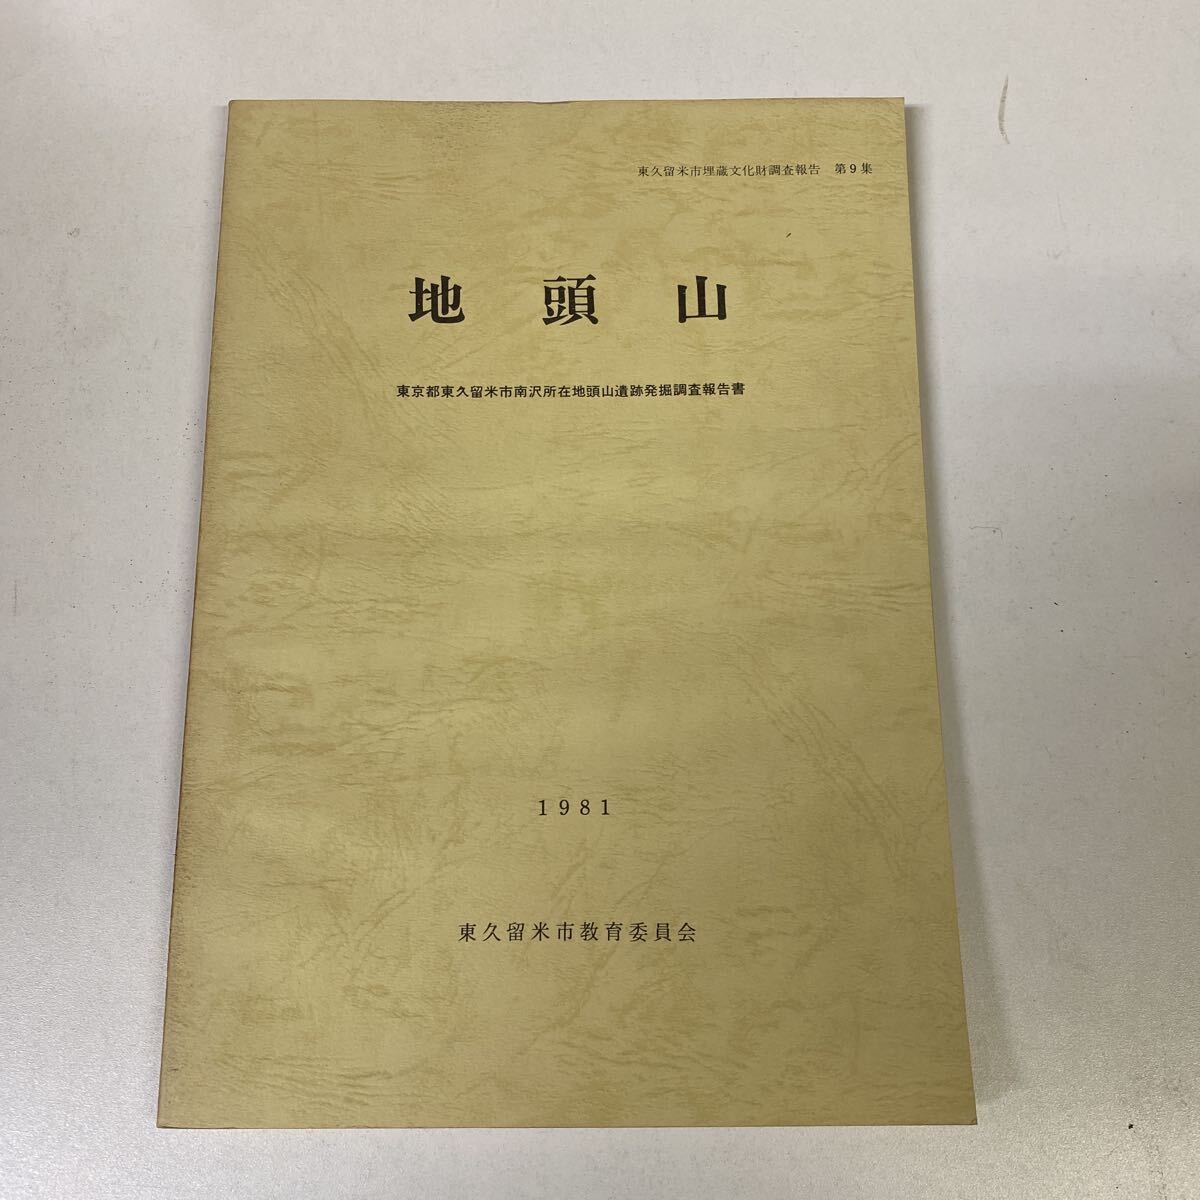 東久留米市埋蔵文化財調査報告　第9集
地頭山
東京都東久留米市南沢所在地頭山遺跡発掘調査報告書
1981
東久留米市教育委員会